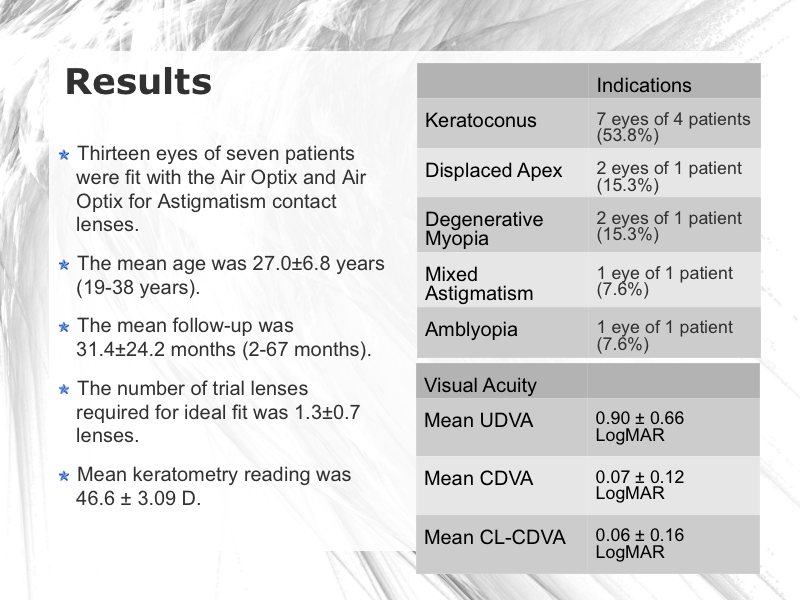 Results
Thirteen eyes of seven patients
were fit with the Air Optix and Air
Optix for Astigmatism contact
lenses.
The mean age was 27.0±6.8 years
(19-38 years).
The mean follow-up was
31.4±24.2 months (2-67 months).
The number of trial lenses
required for ideal fit was 1.3±0.7
lenses.
Mean keratometry reading was
46.6 ± 3.09 D.
Indications
Keratoconus
7 eyes of 4 patients
(53.8%)
Displaced Apex
2 eyes of 1 patient
(15.3%)
Degenerative
Myopia
2 eyes of 1 patient
(15.3%)
Mixed
Astigmatism
1 eye of 1 patient
(7.6%)
Amblyopia
1 eye of 1 patient
(7.6%)
Visual Acuity
Mean UDVA
0.90 ± 0.66
LogMAR
Mean CDVA
0.07 ± 0.12
LogMAR
Mean CL-CDVA
0.06 ± 0.16
LogMAR